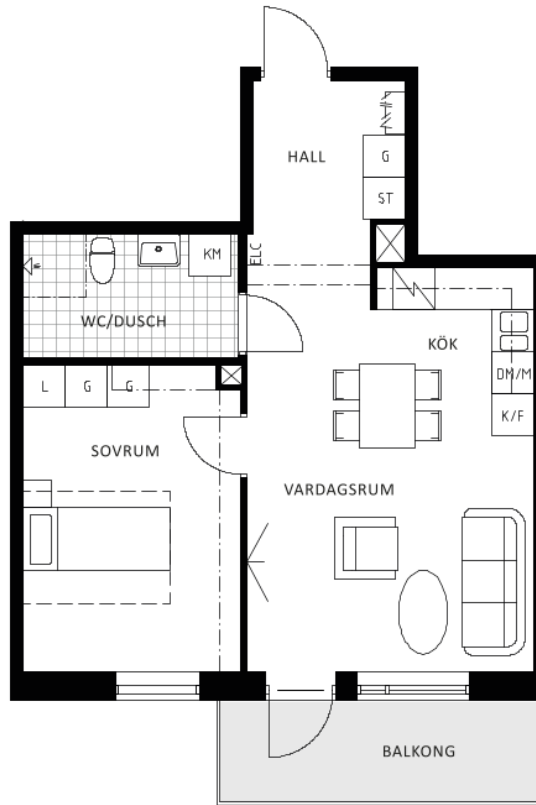 HALL
G
ST
ELC
KM
WC/DUSCH
KÖK
DM/M
K/F
L
G
G
SOVRUM
VARDAGSRUM
BALKONG